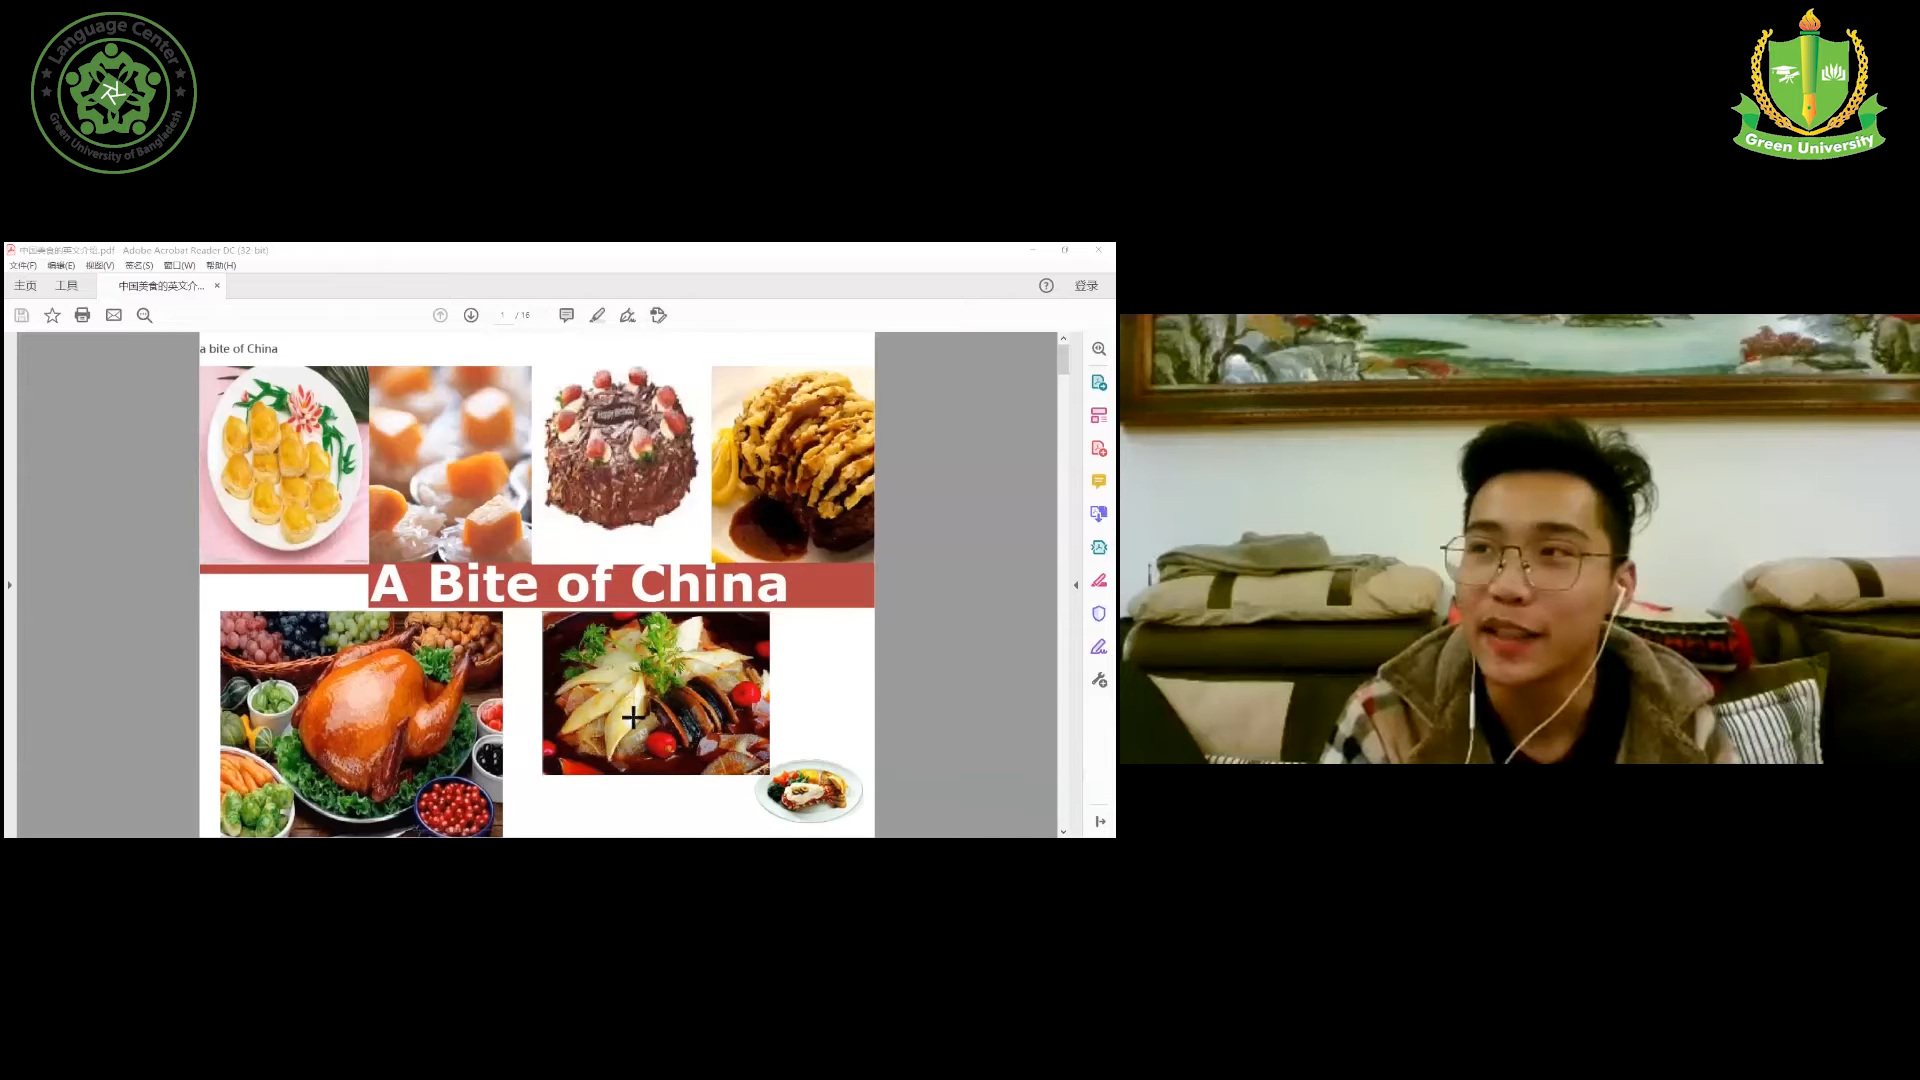 Language Center
Green University of Bangladesh
Green University
中国美食的英文介绍.pdf - Adobe Acrobat Reader DC (32-bit)
文件(F) 编辑(E) 视图(V) 签名(S) 窗口(W) 帮助(H)
主页 工具 中国美食的英文介... × 登录
1 / 16
a bite of China
Happy Birthday
A Bite of China